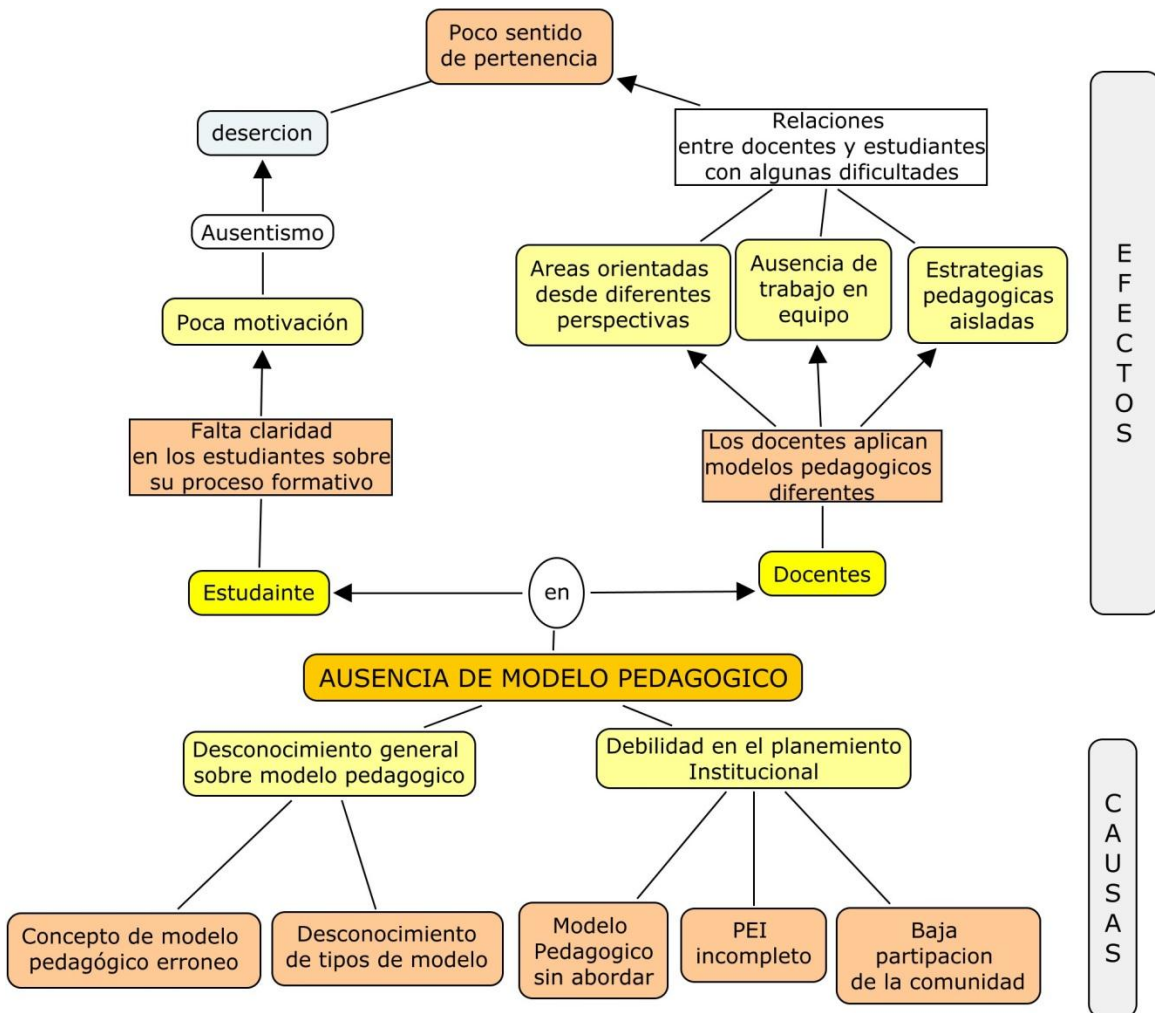 Poco sentido
de pertenencia
desercion
Relaciones
entre docentes y estudiantes
con algunas dificultades
Ausentismo
Areas orientadas
desde diferentes
perspectivas
Ausencia de
trabajo en
equipo
Estrategias
pedagogicas
aisladas
Poca motivación
Falta claridad
en los estudiantes sobre
su proceso formativo
Los docentes aplican
modelos pedagogicos
diferentes
Estudainte
en
Docentes
EFECTOS
AUSENCIA DE MODELO PEDAGOGICO
Desconocimiento general
sobre modelo pedagogico
Debilidad en el planemiento
Institucional
Concepto de modelo
pedagógico erroneo
Desconocimiento
de tipos de modelo
Modelo
Pedagogico
sin abordar
PEI
incompleto
Baja
partipacion
de la comunidad
CAUSAS